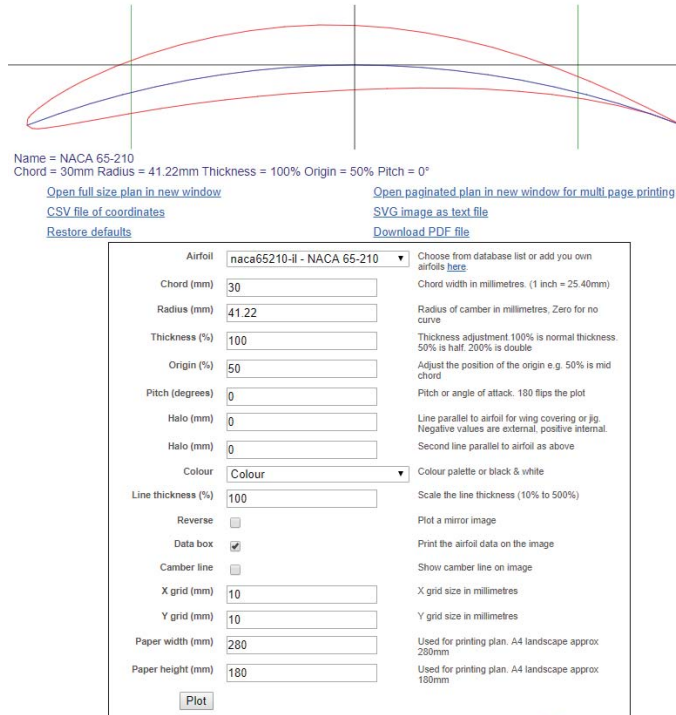 Name = NACA 65-210
Chord = 30mm Radius = 41.22mm Thickness = 100% Origin = 50% Pitch = 0°
Open full size plan in new window
Open paginated plan in new window for multi page printing
CSV file of coordinates
SVG image as text file
Restore defaults
Download PDF file
Airfoil naca65210-il - NACA 65-210 Choose from database list or add you own
airfoils here.
Chord (mm) 30 Chord width in millimetres. (1 inch = 25.40mm)
Radius (mm) 41.22 Radius of camber in millimetres, Zero for no
curve
Thickness (%) 100 Thickness adjustment.100% is normal thickness.
50% is half. 200% is double
Origin (%) 50 Adjust the position of the origin e.g. 50% is mid
chord
Pitch (degrees) 0 Pitch or angle of attack. 180 flips the plot
Halo (mm) 0 Line parallel to airfoil for wing covering or jig.
Negative values are external, positive internal.
Halo (mm) 0 Second line parallel to airfoil as above
Colour Colour Colour palette or black & white
Line thickness (%) 100 Scale the line thickness (10% to 500%)
Reverse Plot a mirror image
Data box Print the airfoil data on the image
Camber line Show camber line on image
X grid (mm) 10 X grid size in millimetres
Y grid (mm) 10 Y grid size in millimetres
Paper width (mm) 280 Used for printing plan. A4 landscape approx
280mm
Paper height (mm) 180 Used for printing plan. A4 landscape approx
180mm
Plot